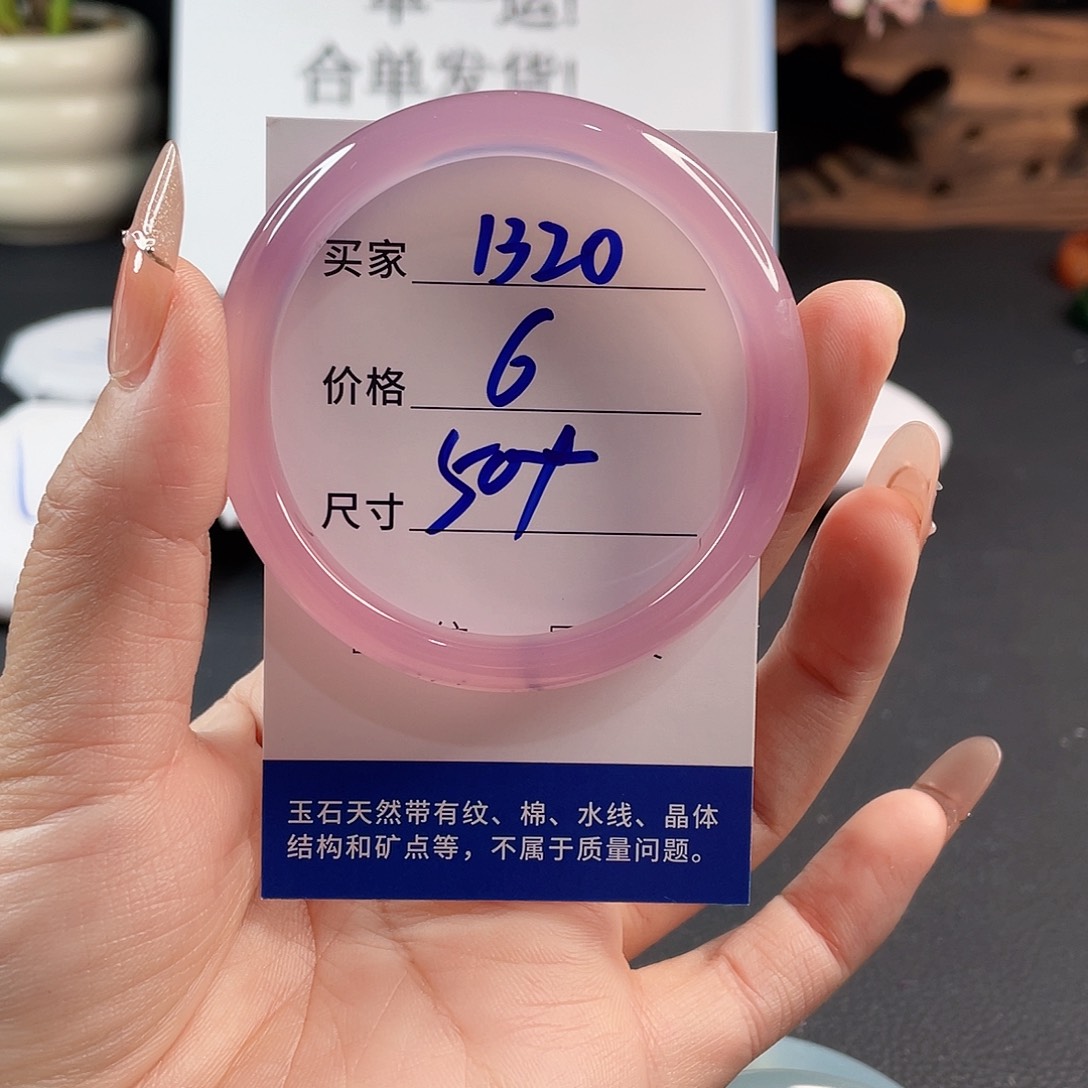 合单发货!
买家 1320
价格 6
尺寸 50+
玉石天然带有纹、棉、水线、晶体
结构和矿点等，不属于质量问题。